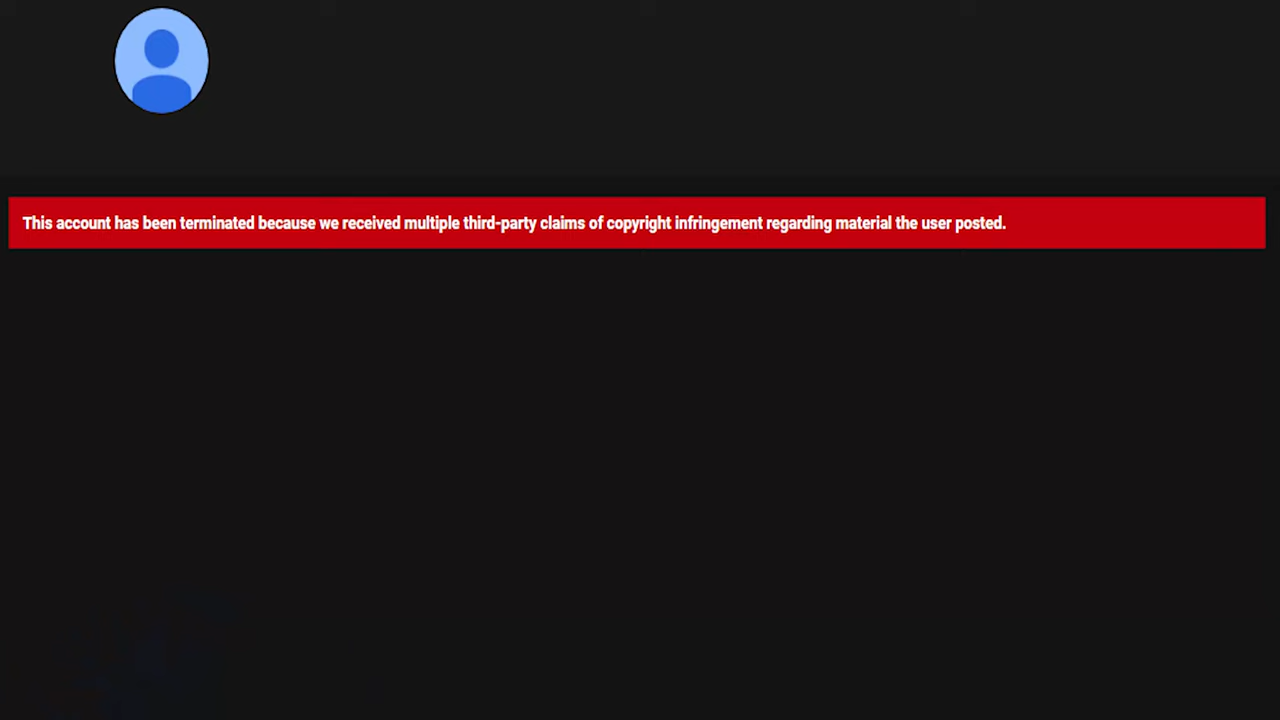 This account has been terminated because we received multiple third-party claims of copyright infringement regarding material the user posted.